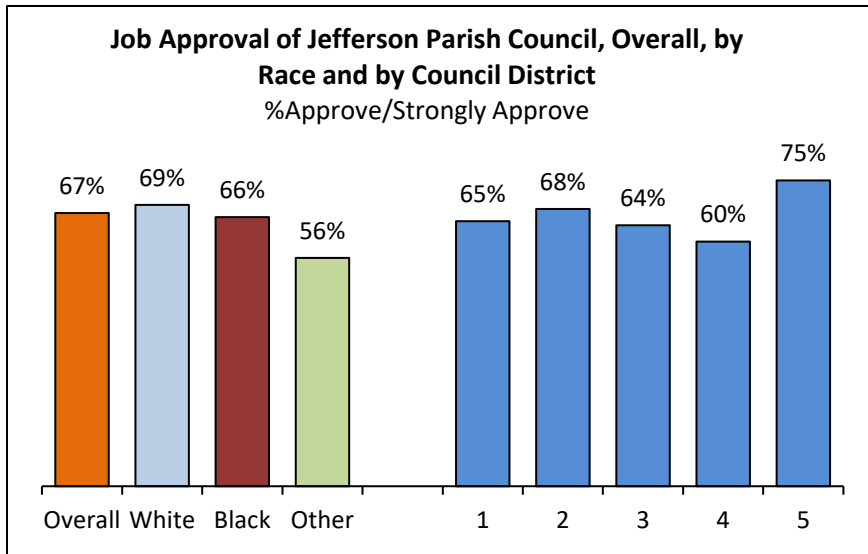 Job Approval of Jefferson Parish Council, Overall, by
Race and by Council District
%Approve/Strongly Approve
67%
69%
66%
56%
65%
68%
64%
60%
75%
Overall White Black Other 1 2 3 4 5